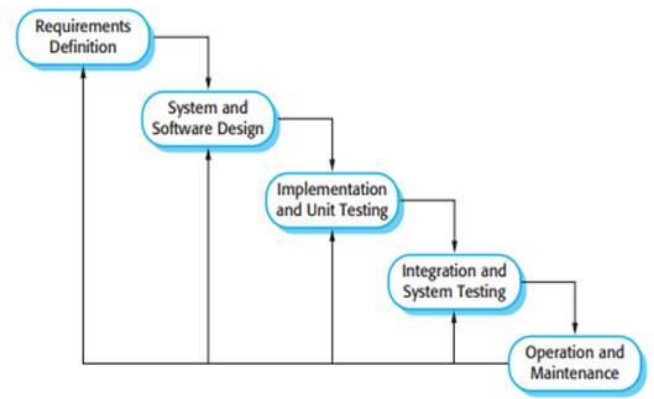 Requirements
Definition
System and
Software Design
Implementation
and Unit Testing
Integration and
System Testing
Operation and
Maintenance